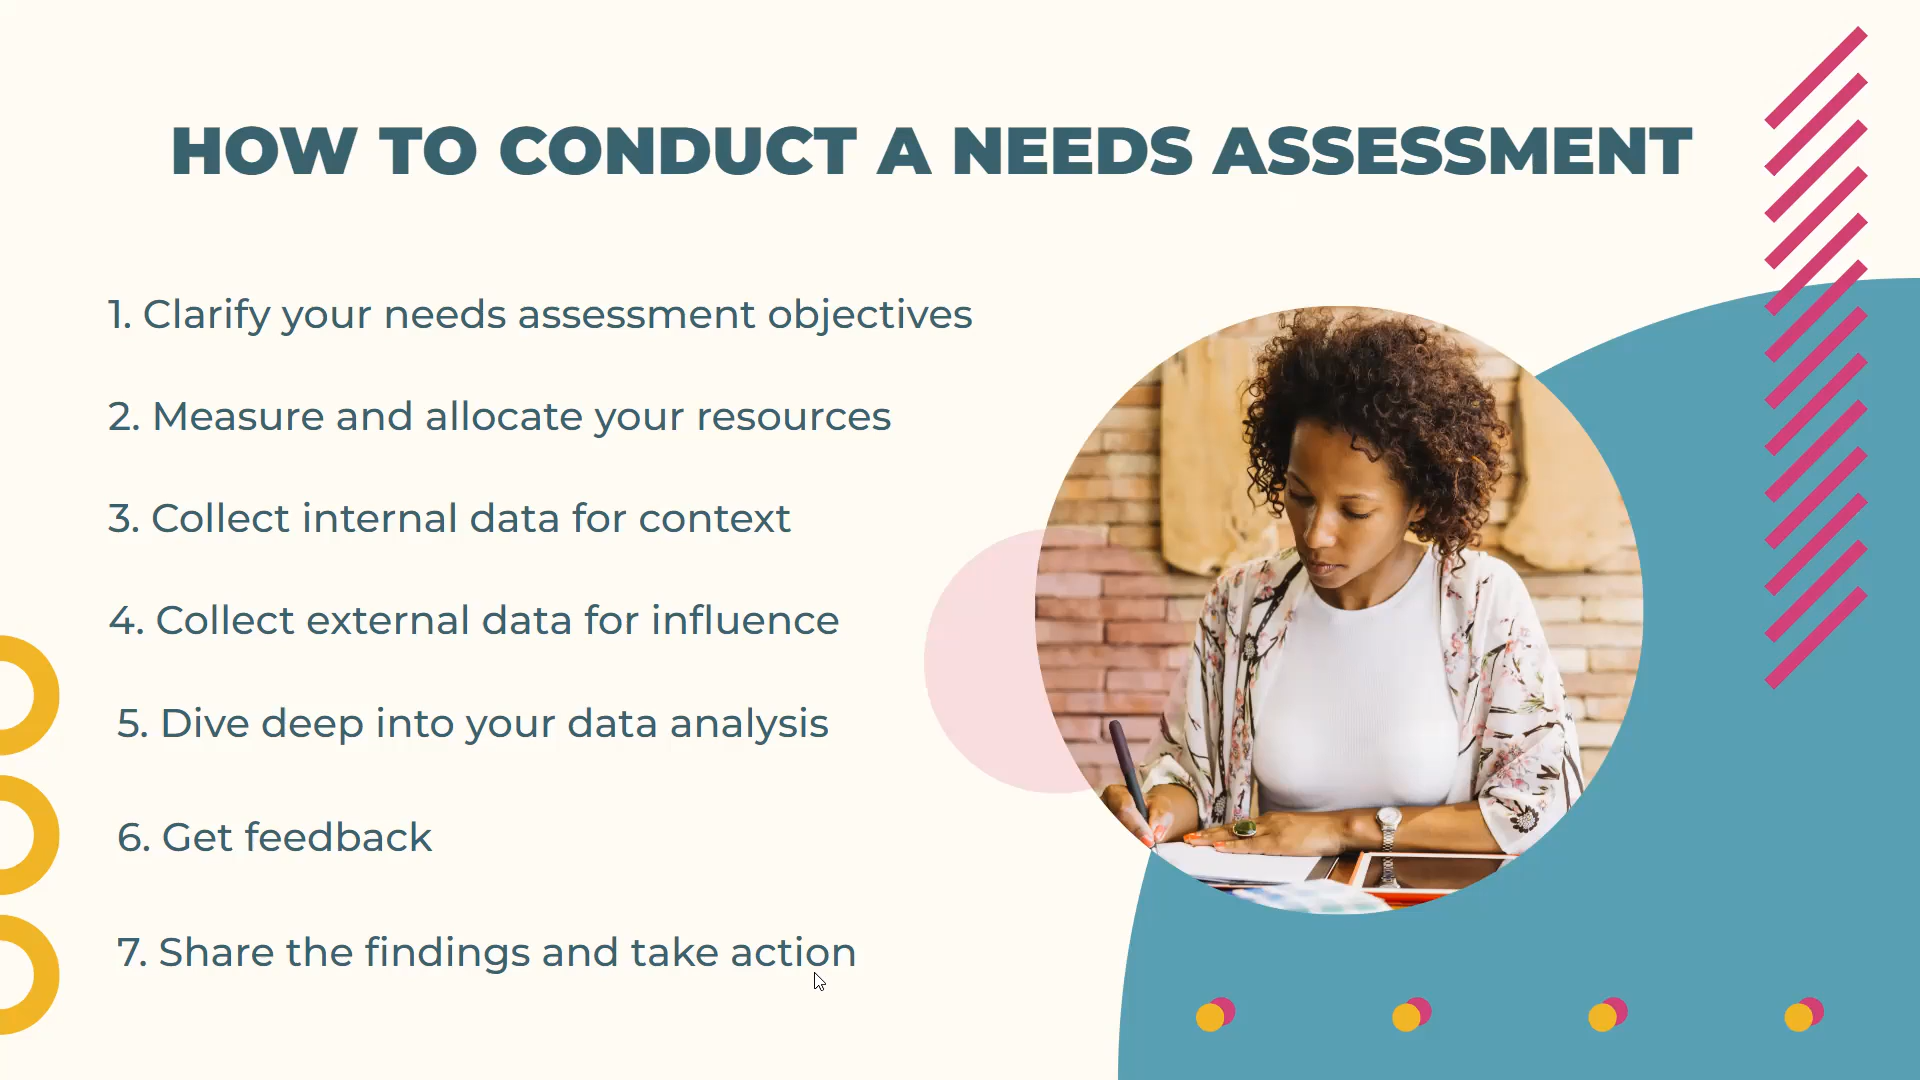 HOW TO CONDUCT A NEEDS ASSESSMENT
1. Clarify your needs assessment objectives
2. Measure and allocate your resources
3. Collect internal data for context
4. Collect external data for influence
5. Dive deep into your data analysis
6. Get feedback
7. Share the findings and take action